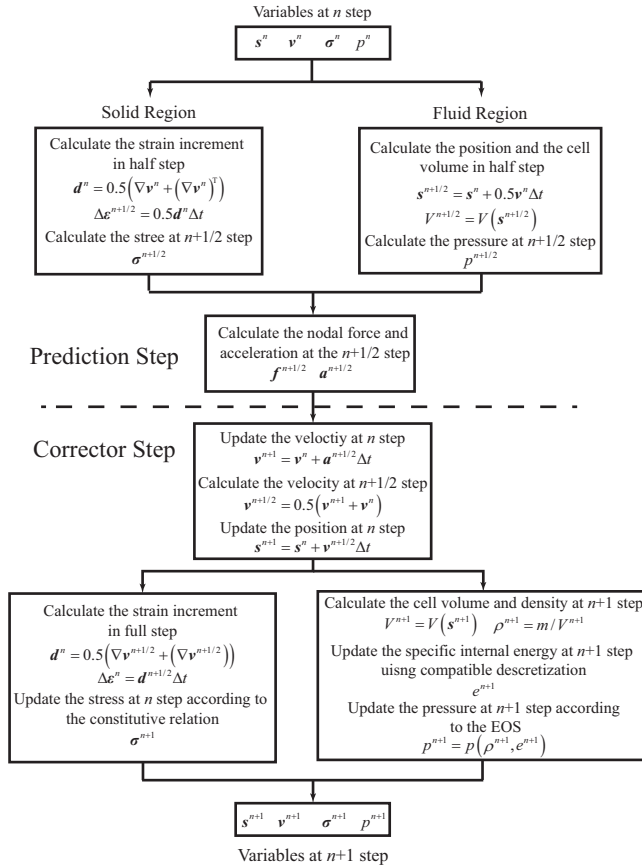 Variables at n step
s^n v^n σ^n p^n
Solid Region
Calculate the strain increment
in half step
d^n = 0.5(∇v^n + (∇v^n)^T)
Δε^{n+1/2} = 0.5d^nΔt
Calculate the stree at n+1/2 step
σ^{n+1/2}
Fluid Region
Calculate the position and the cell
volume in half step
s^{n+1/2} = s^n + 0.5v^nΔt
V^{n+1/2} = V(s^{n+1/2})
Calculate the pressure at n+1/2 step
p^{n+1/2}
Prediction Step
Calculate the nodal force and
acceleration at the n+1/2 step
f^{n+1/2} a^{n+1/2}
Corrector Step
Update the veloctiy at n step
v^{n+1} = v^n + a^{n+1/2}Δt
Calculate the velocity at n+1/2 step
v^{n+1/2} = 0.5(v^{n+1} + v^n)
Update the position at n step
s^{n+1} = s^n + v^{n+1/2}Δt
Calculate the strain increment
in full step
d^n = 0.5(∇v^{n+1/2} + (∇v^{n+1/2}))
Δε^n = d^{n+1/2}Δt
Update the stress at n step according to
the constitutive relation
σ^{n+1}
Calculate the cell volume and density at n+1 step
V^{n+1} = V(s^{n+1}) ρ^{n+1} = m/V^{n+1}
Update the specific internal energy at n+1 step
uisng compatible descretization
e^{n+1}
Update the pressure at n+1 step according
to the EOS
p^{n+1} = p(ρ^{n+1}, e^{n+1})
s^{n+1} v^{n+1} σ^{n+1} p^{n+1}
Variables at n+1 step